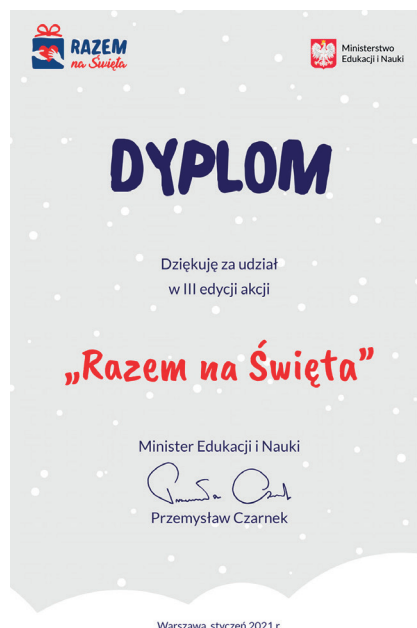 RAZEM
na Święta
Ministerstwo
Edukacji i Nauki
DYPLOM
Dziękuję za udział
w III edycji akcji
„Razem na Święta”
Minister Edukacji i Nauki
Przemysław Czarnek
Warszawa, styczeń 2021 r.